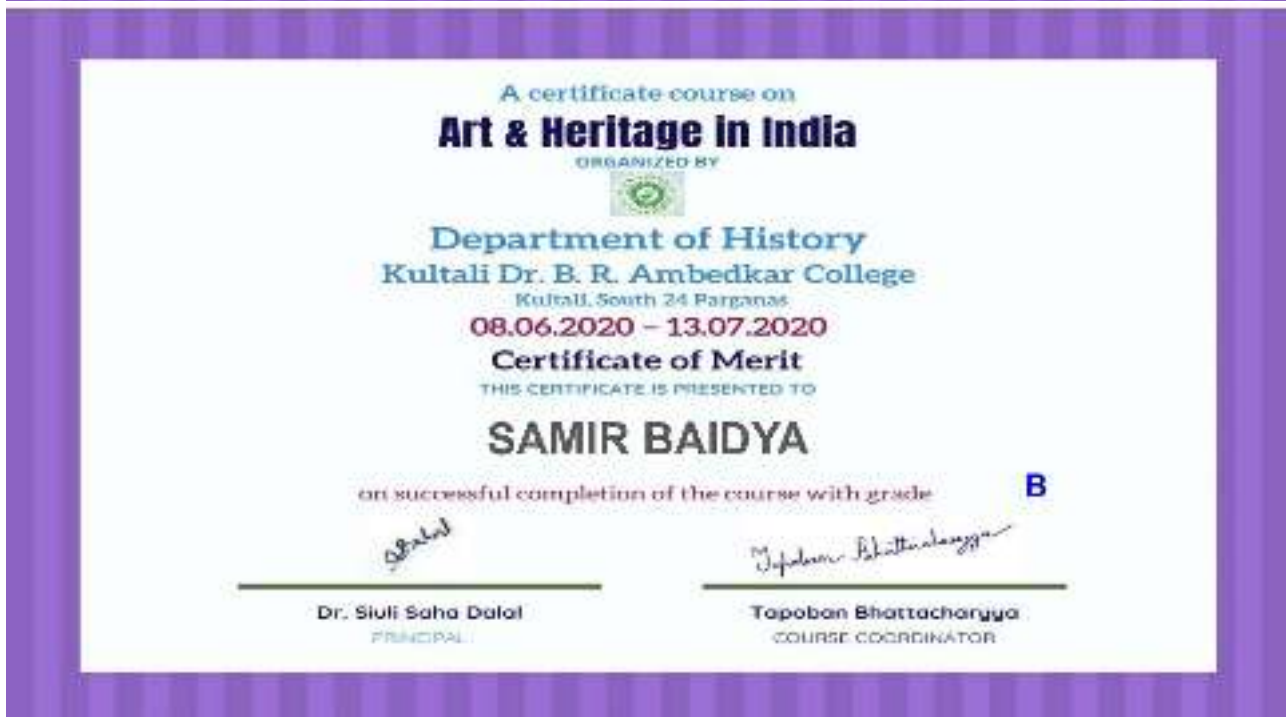 A certificate course on
Art & Heritage in India
ORGANIZED BY
Department of History
Kultali Dr. B. R. Ambedkar College
Kultali, South 24 Parganas
08.06.2020 – 13.07.2020
Certificate of Merit
THIS CERTIFICATE IS PRESENTED TO
SAMIR BAIDYA
on successful completion of the course with grade B
Tapoban Bhattacharyya
Dr. Siuli Saha Dalal
Tapoban Bhattacharyya
PRINCIPAL
COURSE COORDINATOR